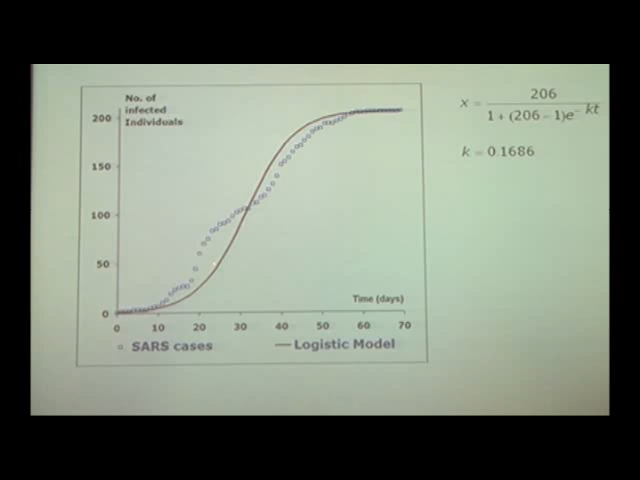 No. of
infected
Individuals
200
150
100
50
0
0 10 20 30 40 50 60 70
Time (days)
SARS cases
Logistic Model
x = 206 / 1 + (206 − 1)e^− kt
k = 0.1686